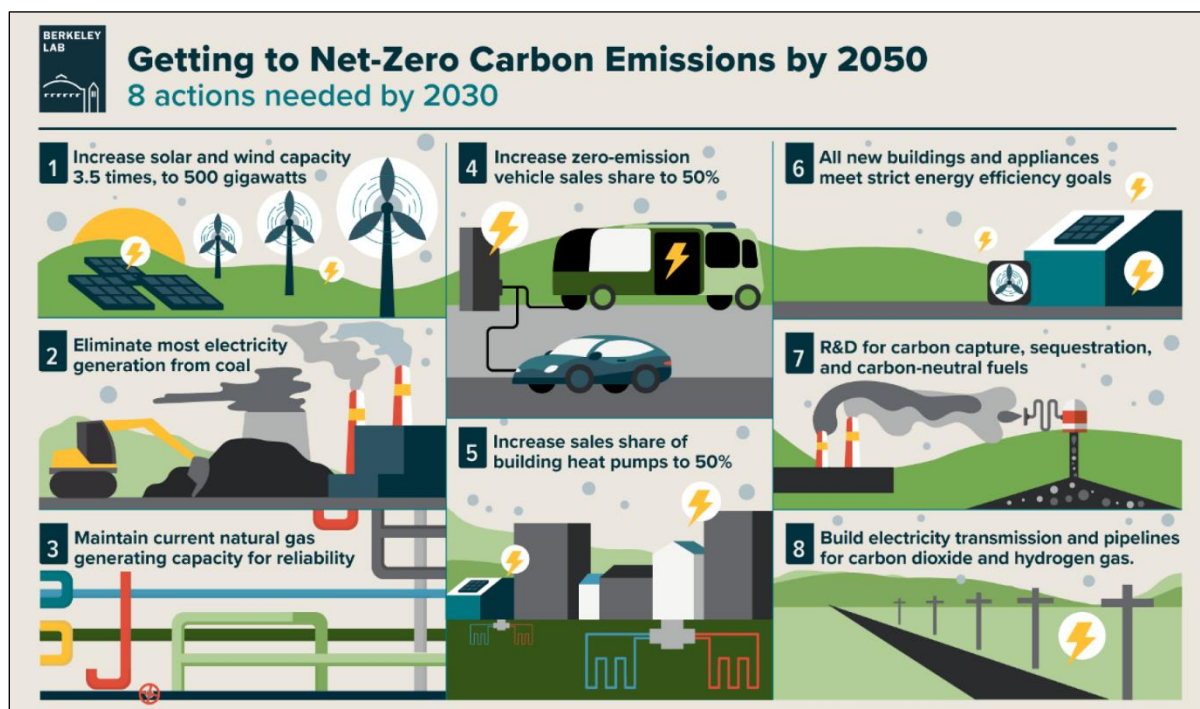 BERKELEY
LAB
Getting to Net-Zero Carbon Emissions by 2050
8 actions needed by 2030
1
Increase solar and wind capacity
3.5 times, to 500 gigawatts
2
Eliminate most electricity
generation from coal
3
Maintain current natural gas
generating capacity for reliability
4
Increase zero-emission
vehicle sales share to 50%
5
Increase sales share of
building heat pumps to 50%
6
All new buildings and appliances
meet strict energy efficiency goals
7
R&D for carbon capture, sequestration,
and carbon-neutral fuels
8
Build electricity transmission and pipelines
for carbon dioxide and hydrogen gas.